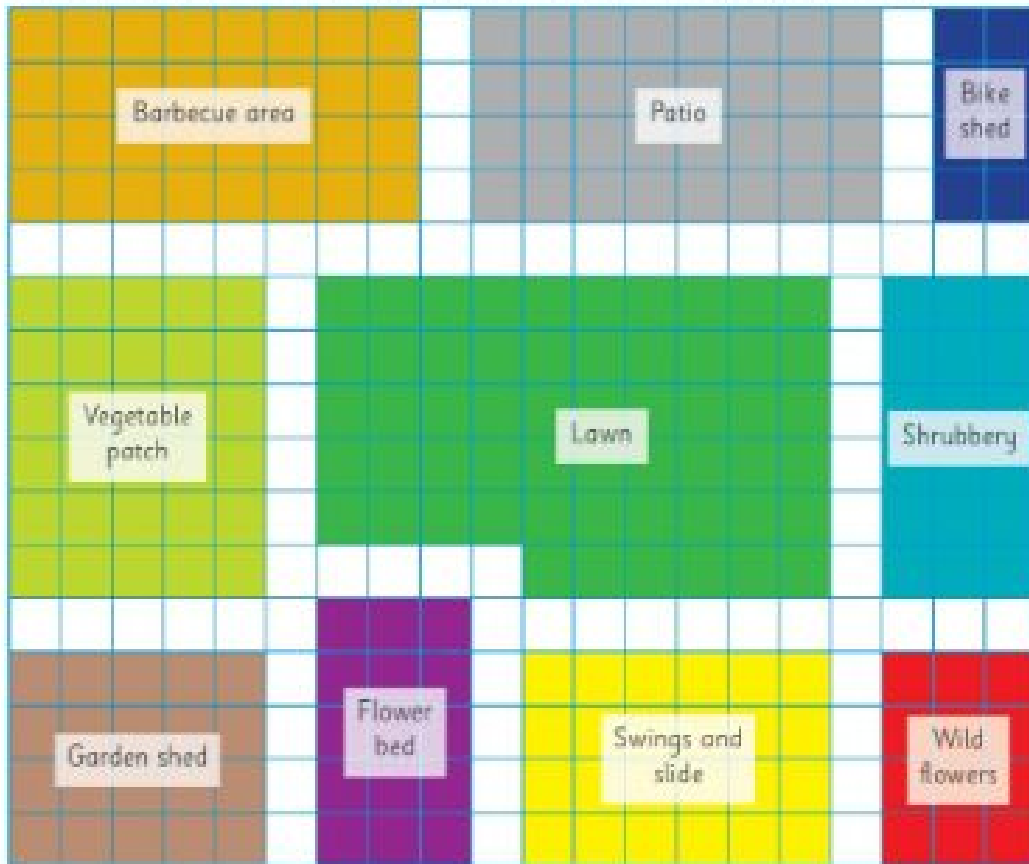 Barbecue area
Patio
Bike
shed
Vegetable
patch
Lawn
Shrubbery
Garden shed
Flower
bed
Swings and
slide
Wild
flowers